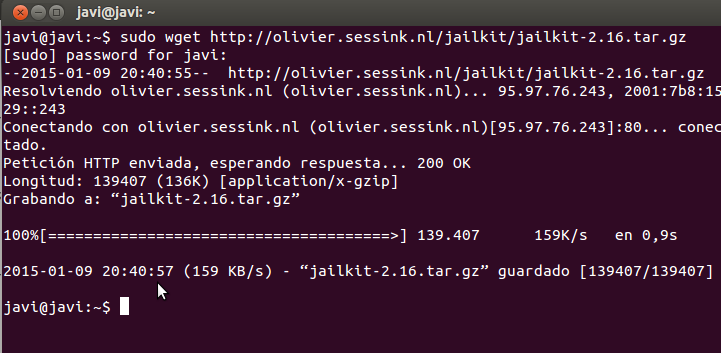 javi@javi: ~
javi@javi:~$ sudo wget http://olivier.sessink.nl/jailkit/jailkit-2.16.tar.gz
[sudo] password for javi:
--2015-01-09 20:40:55--  http://olivier.sessink.nl/jailkit/jailkit-2.16.tar.gz
Resolviendo olivier.sessink.nl (olivier.sessink.nl)... 95.97.76.243, 2001:7b8:15
29::243
Conectando con olivier.sessink.nl (olivier.sessink.nl)[95.97.76.243]:80... conec
tado.
Petición HTTP enviada, esperando respuesta... 200 OK
Longitud: 139407 (136K) [application/x-gzip]
Grabando a: “jailkit-2.16.tar.gz”
100%[======================================>] 139.407      159K/s   en 0,9s
2015-01-09 20:40:57 (159 KB/s) - “jailkit-2.16.tar.gz” guardado [139407/139407]
javi@javi:~$